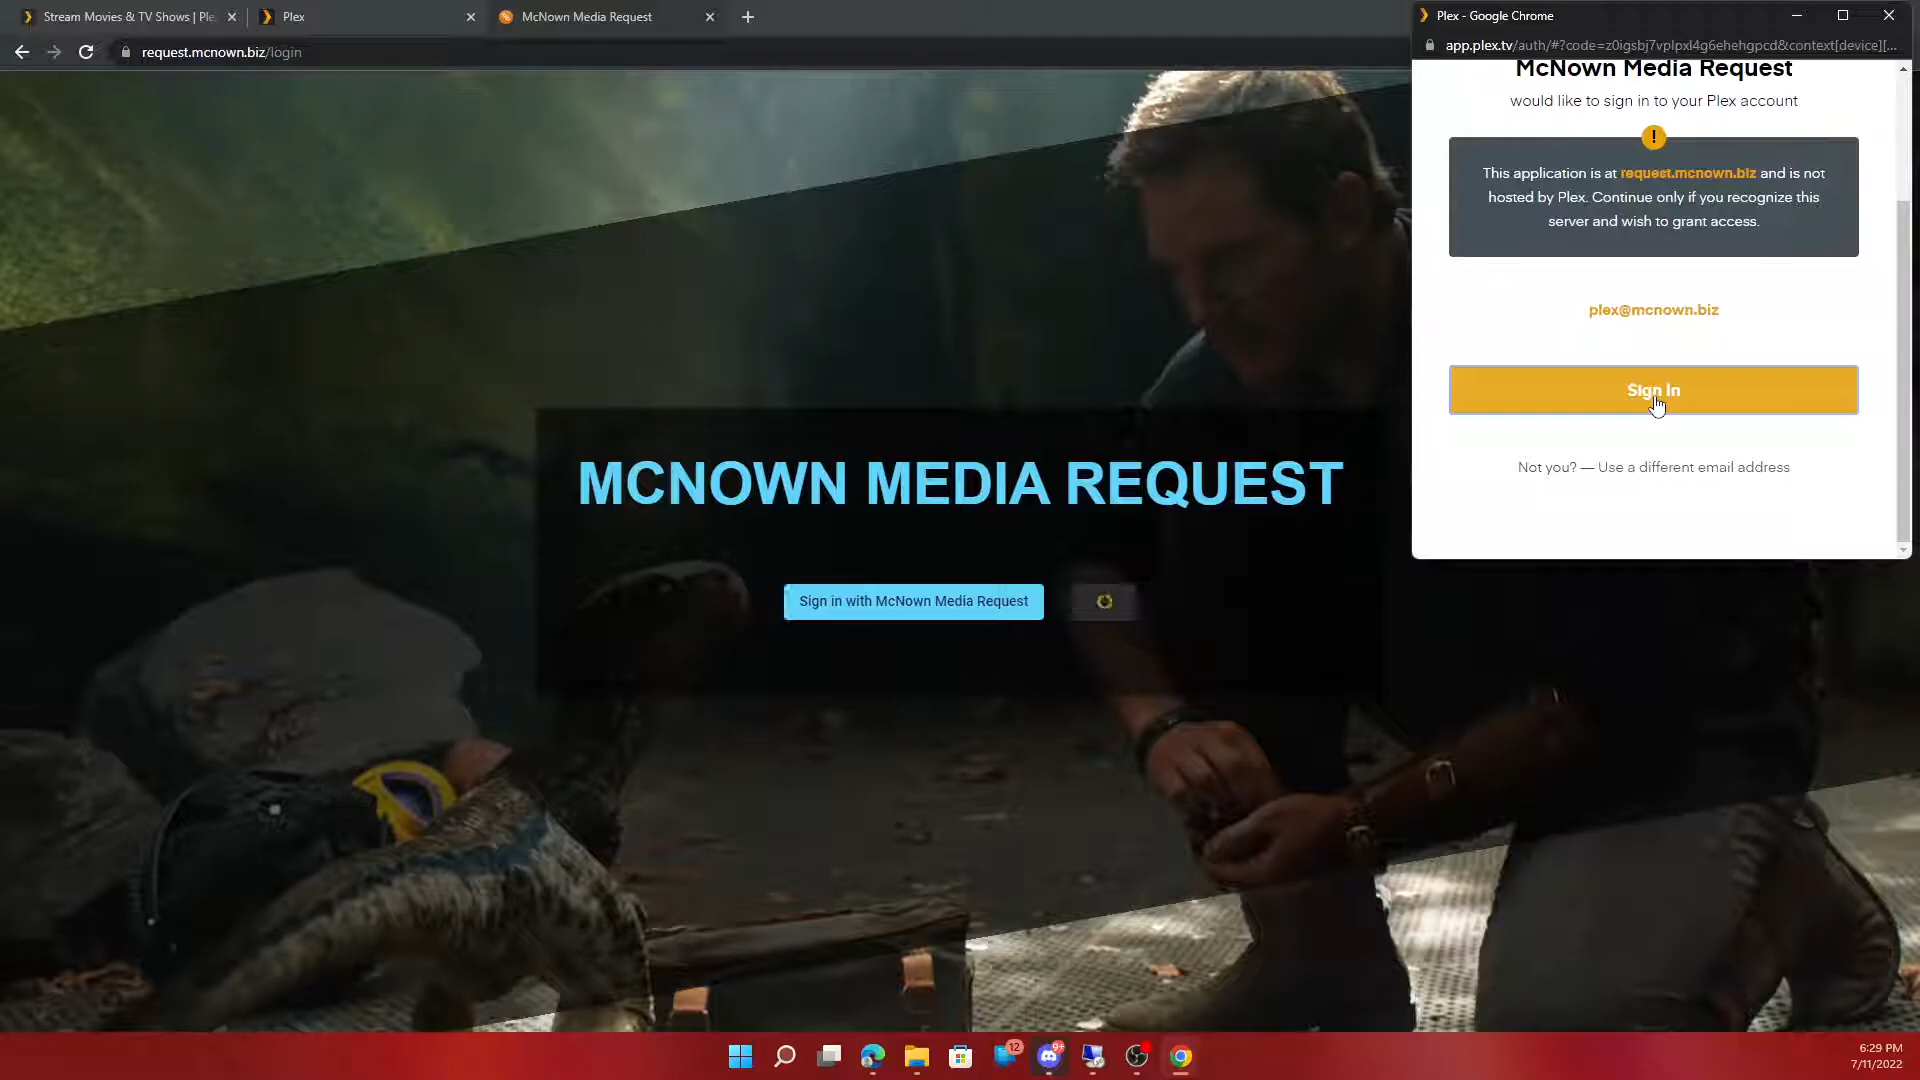 Stream Movies & TV Shows | Ple
Plex
McNown Media Request
request.mcnown.biz/login
Plex - Google Chrome
app.plex.tv/auth/#?code=z0igsbj7vplpxl4g6ehehgpcd&context[device][...
McNown Media Request
would like to sign in to your Plex account
!
This application is at request.mcnown.biz and is not
hosted by Plex. Continue only if you recognize this
server and wish to grant access.
plex@mcnown.biz
Sign In
Not you? — Use a different email address
MCNOWN MEDIA REQUEST
Sign in with McNown Media Request
12
9+
6:29 PM
7/11/2022